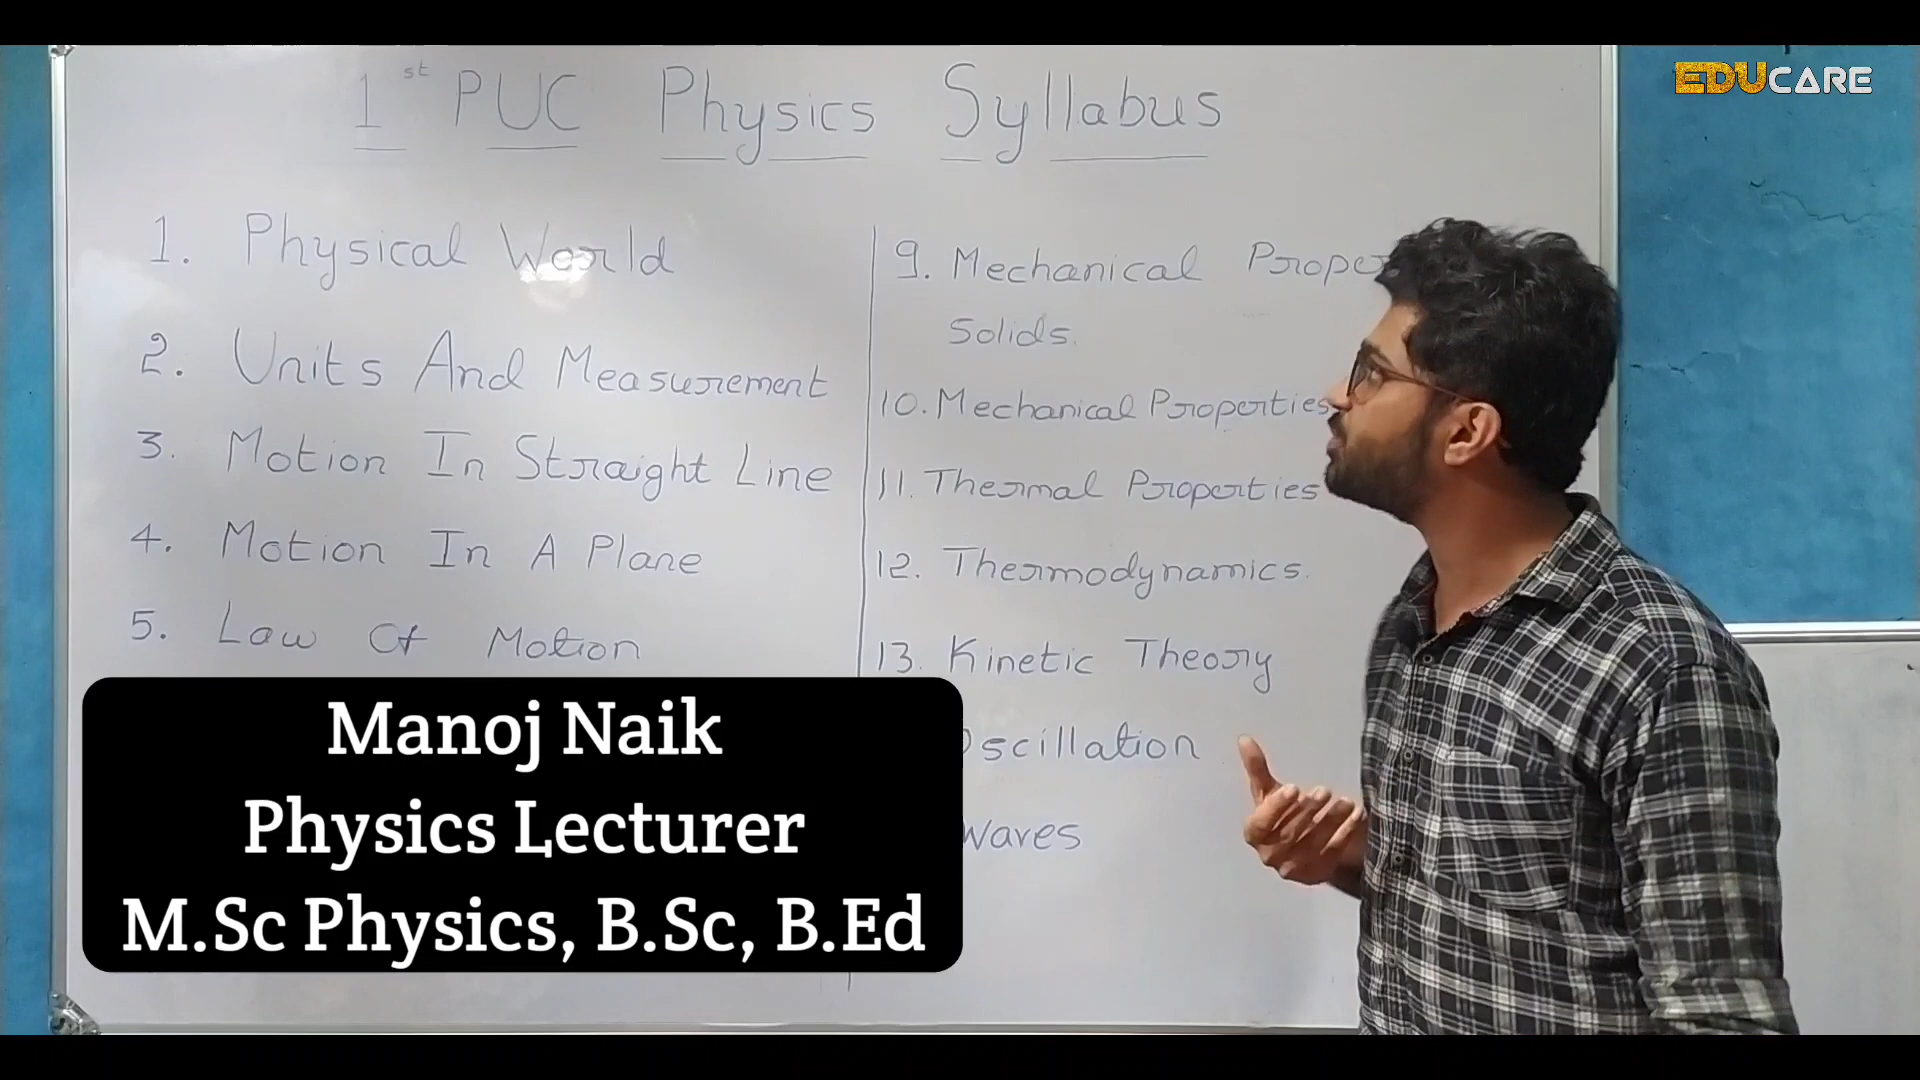 EDUCARE
1st PUC Physics Syllabus
1. Physical World
2. Units And Measurement
3. Motion In Straight Line
4. Motion In A Plane
5. Law Of Motion
9. Mechanical
Solids.
10. Mechanical Properties
11. Thermal Properties
12. Thermodynamics.
13. Kinetic Theory
Oscillation
Waves
Manoj Naik
Physics Lecturer
M.Sc Physics, B.Sc, B.Ed